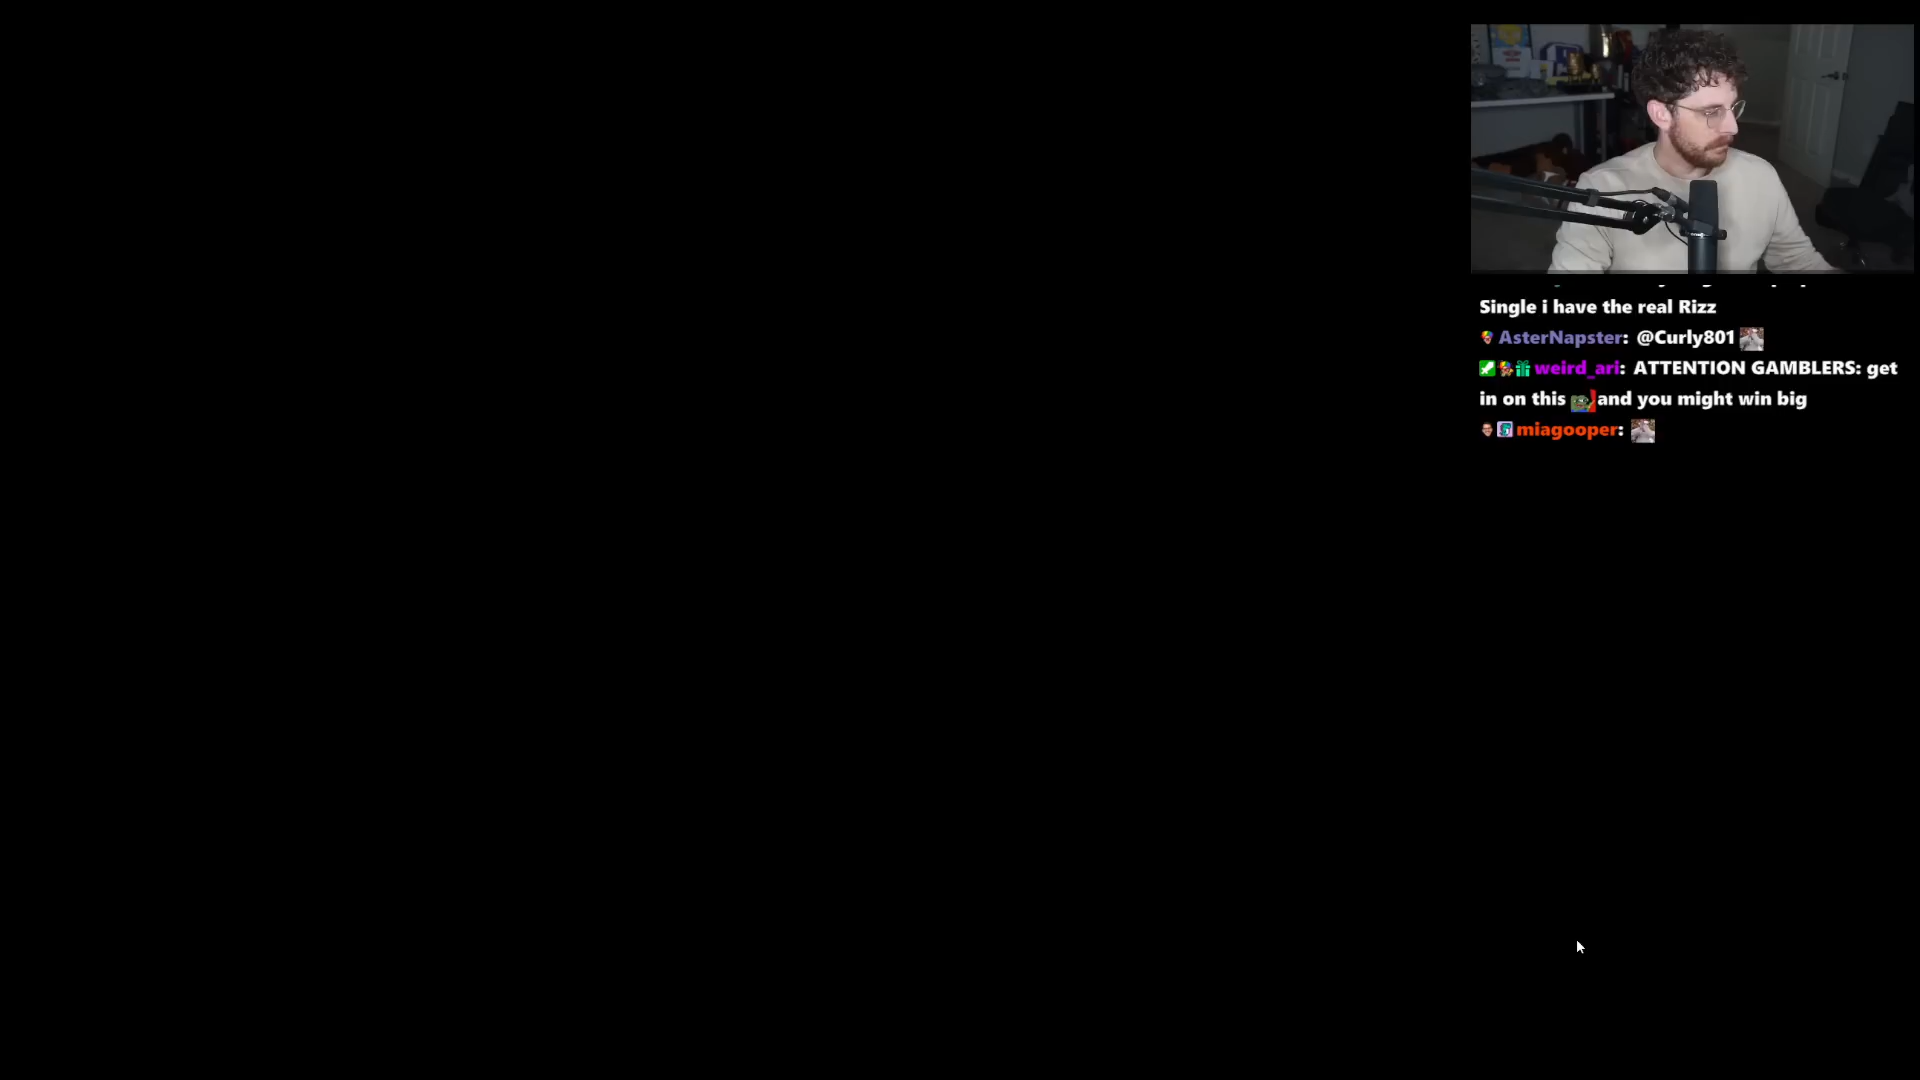 Single i have the real Rizz
AsterNapster: @Curly801
weird_ari: ATTENTION GAMBLERS: get
in on this and you might win big
miagooper: